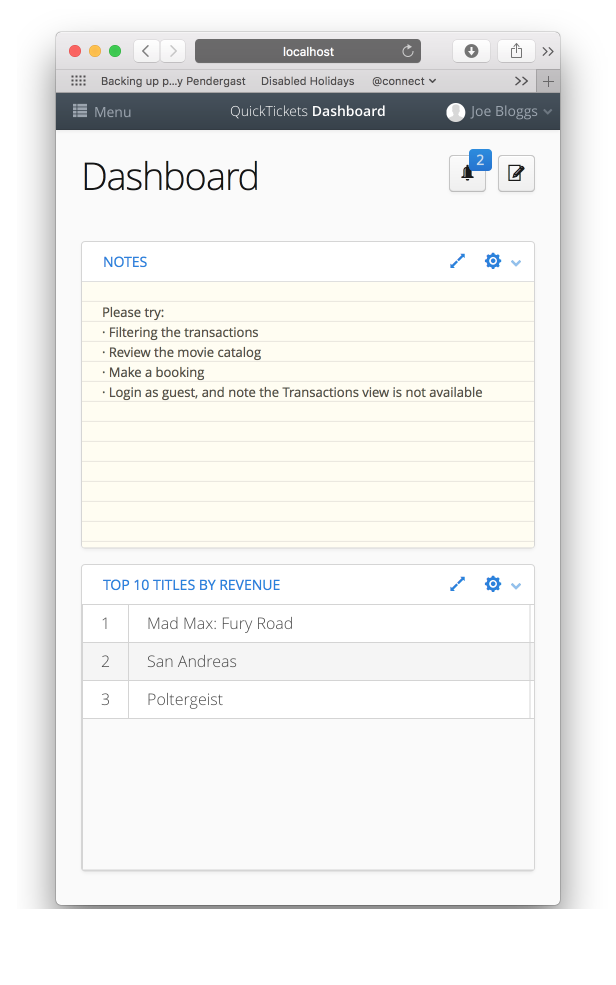 localhost
Backing up p...y Pendergast Disabled Holidays @connect
Menu QuickTickets Dashboard Joe Bloggs
Dashboard
2
NOTES
Please try:
· Filtering the transactions
· Review the movie catalog
· Make a booking
· Login as guest, and note the Transactions view is not available
TOP 10 TITLES BY REVENUE
1 Mad Max: Fury Road
2 San Andreas
3 Poltergeist